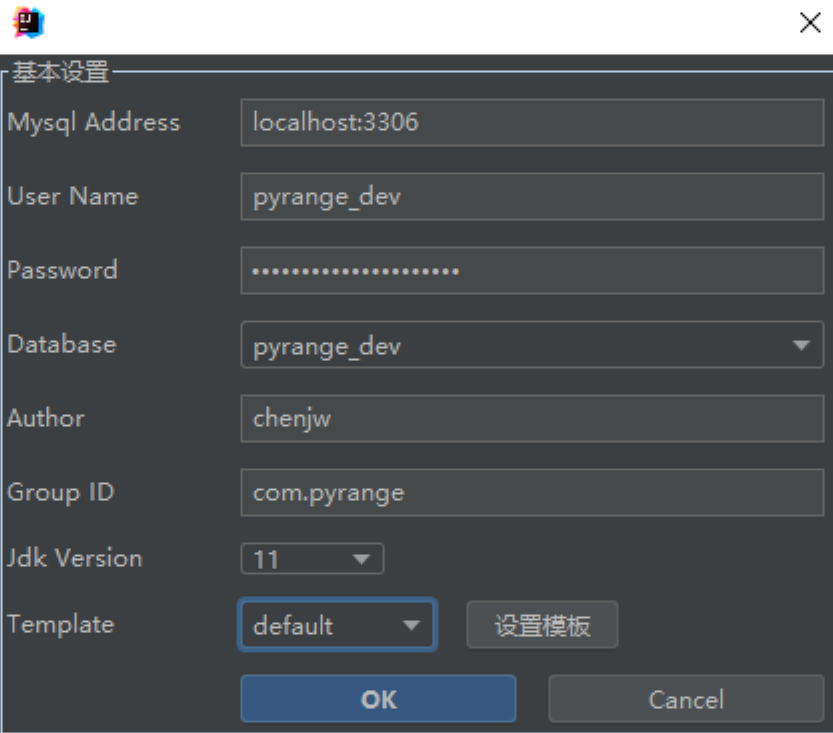 基本设置
Mysql Address localhost:3306
User Name pyrange_dev
Password •••••••••••••••••••••
Database pyrange_dev
Author chenjw
Group ID com.pyrange
Jdk Version 11
Template default 设置模板
OK Cancel